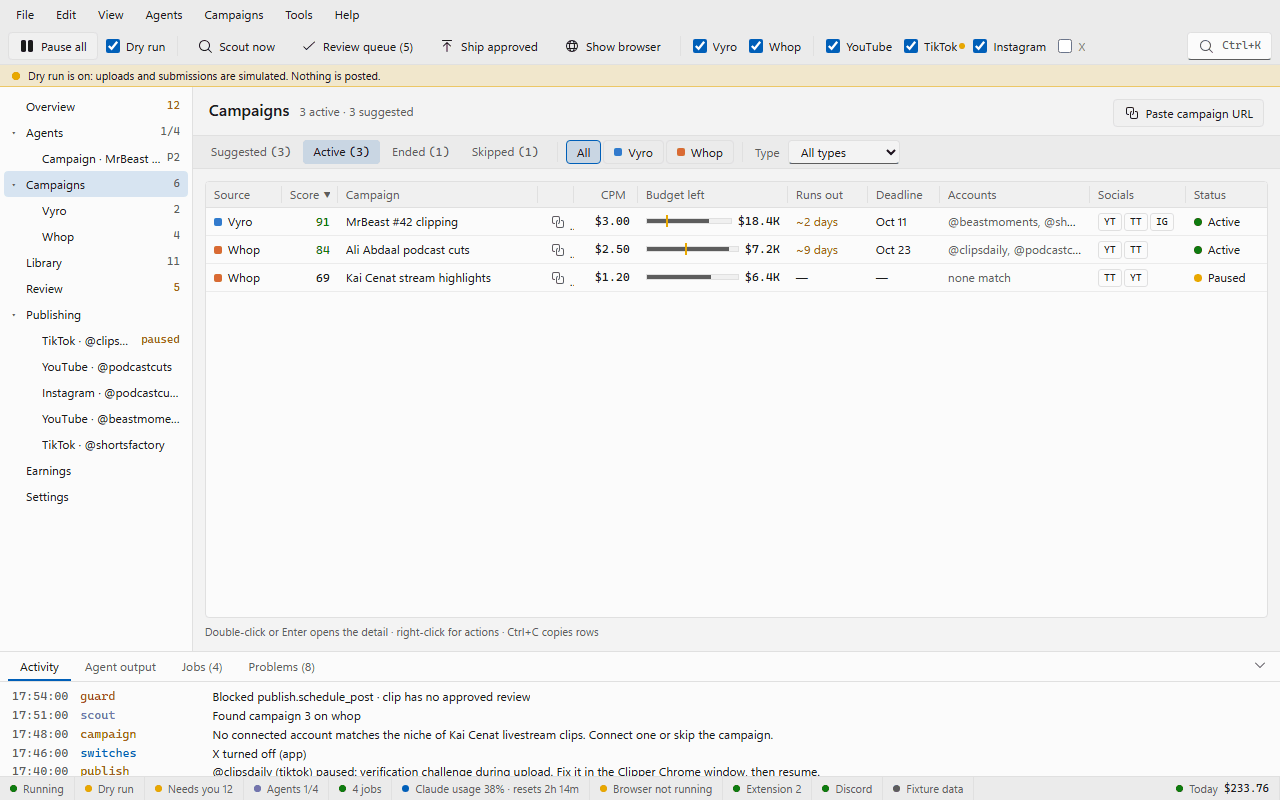 File Edit View Agents Campaigns Tools Help
Pause all Dry run Scout now Review queue (5) Ship approved Show browser Vyro Whop YouTube TikTok Instagram X Ctrl+K
Dry run is on: uploads and submissions are simulated. Nothing is posted.
Overview 12
Agents 1/4
Campaign · MrBeast ... P2
Campaigns 6
Vyro 2
Whop 4
Library 11
Review 5
Publishing
TikTok · @clips... paused
YouTube · @podcastcuts
Instagram · @podcastcu...
YouTube · @beastmome...
TikTok · @shortsfactory
Earnings
Settings
Campaigns 3 active · 3 suggested Paste campaign URL
Suggested (3) Active (3) Ended (1) Skipped (1) All Vyro Whop Type All types
Source Score ▼ Campaign CPM Budget left Runs out Deadline Accounts Socials Status
Vyro 91 MrBeast #42 clipping $3.00 $18.4K ~2 days Oct 11 @beastmoments, @sh... YT TT IG Active
Whop 84 Ali Abdaal podcast cuts $2.50 $7.2K ~9 days Oct 23 @clipsdaily, @podcastc... YT TT Active
Whop 69 Kai Cenat stream highlights $1.20 $6.4K — — none match TT YT Paused
Double-click or Enter opens the detail · right-click for actions · Ctrl+C copies rows
Activity Agent output Jobs (4) Problems (8)
17:54:00 guard Blocked publish.schedule_post · clip has no approved review
17:51:00 scout Found campaign 3 on whop
17:48:00 campaign No connected account matches the niche of Kai Cenat livestream clips. Connect one or skip the campaign.
17:46:00 switches X turned off (app)
17:40:00 publish @clipsdaily (tiktok) paused: verification challenge during upload. Fix it in the Clipper Chrome window, then resume.
Running Dry run Needs you 12 Agents 1/4 4 jobs Claude usage 38% · resets 2h 14m Browser not running Extension 2 Discord Fixture data Today $233.76